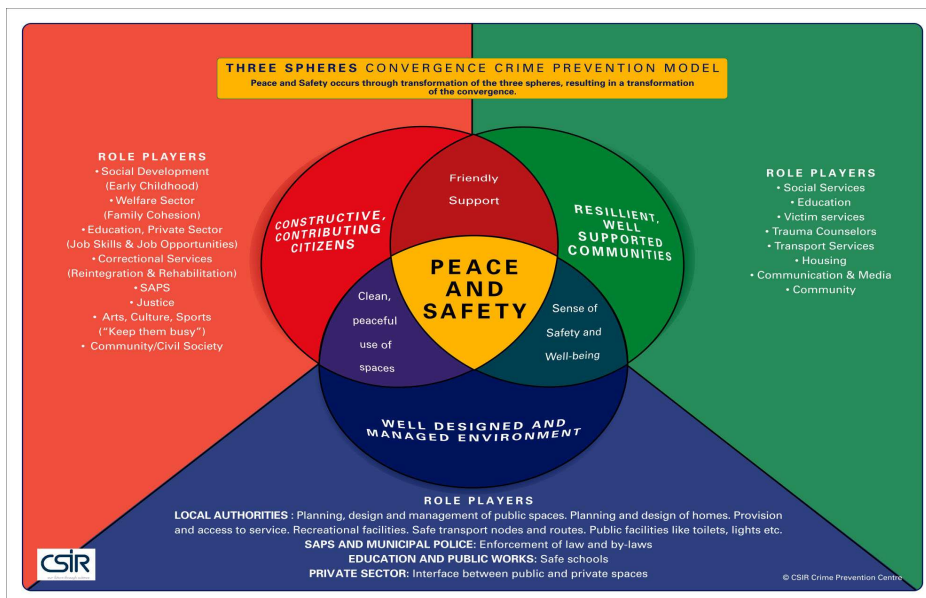 THREE SPHERES CONVERGENCE CRIME PREVENTION MODEL
Peace and Safety occurs through transformation of the three spheres, resulting in a transformation
of the convergence.
ROLE PLAYERS
• Social Development
(Early Childhood)
• Welfare Sector
(Family Cohesion)
• Education, Private Sector
(Job Skills & Job Opportunities)
• Correctional Services
(Reintegration & Rehabilitation)
• SAPS
• Justice
• Arts, Culture, Sports
("Keep them busy")
• Community/Civil Society
CONSTRUCTIVE,
CONTRIBUTING
CITIZENS
Friendly
Support
RESILLIENT,
WELL
SUPPORTED
COMMUNITIES
PEACE
AND
SAFETY
Clean,
peaceful
use of
spaces
Sense of
Safety and
Well-being
WELL DESIGNED AND
MANAGED ENVIRONMENT
ROLE PLAYERS
• Social Services
• Education
• Victim services
• Trauma Counselors
• Transport Services
• Housing
• Communication & Media
• Community
ROLE PLAYERS
LOCAL AUTHORITIES : Planning, design and management of public spaces. Planning and design of homes. Provision
and access to service. Recreational facilities. Safe transport nodes and routes. Public facilities like toilets, lights etc.
SAPS AND MUNICIPAL POLICE: Enforcement of law and by-laws
EDUCATION AND PUBLIC WORKS: Safe schools
PRIVATE SECTOR: Interface between public and private spaces
CSIR
© CSIR Crime Prevention Centre